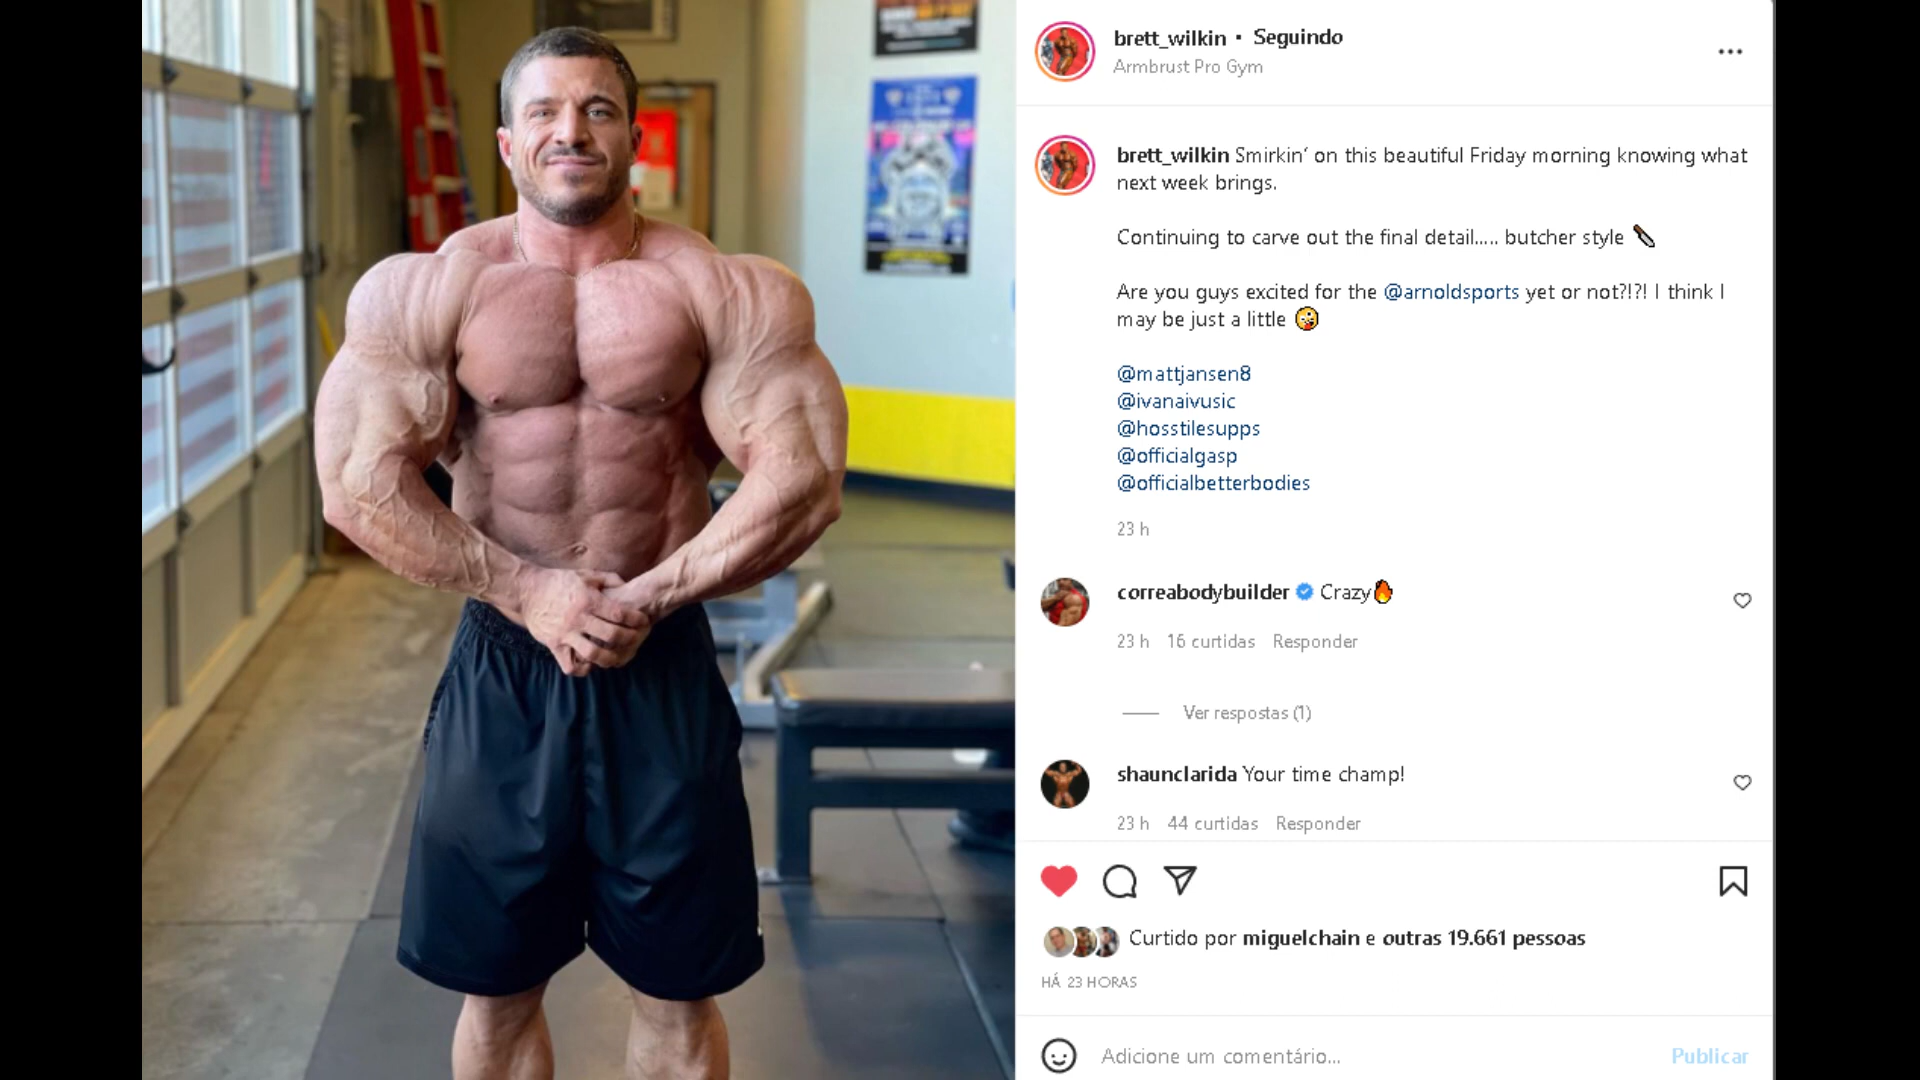 brett_wilkin • Seguindo
Armbrust Pro Gym
brett_wilkin Smirkin' on this beautiful Friday morning knowing what
next week brings.
Continuing to carve out the final detail..... butcher style 🔪
Are you guys excited for the @arnoldsports yet or not?!?! I think I
may be just a little 🤪
@mattjansen8
@ivanaivusic
@hosstilesupps
@officialgasp
@officialbetterbodies
23 h
correabodybuilder Crazy🔥
23 h 16 curtidas Responder
Ver respostas (1)
shaunclarida Your time champ!
23 h 44 curtidas Responder
Curtido por miguelchain e outras 19.661 pessoas
HÁ 23 HORAS
Adicione um comentário... Publicar